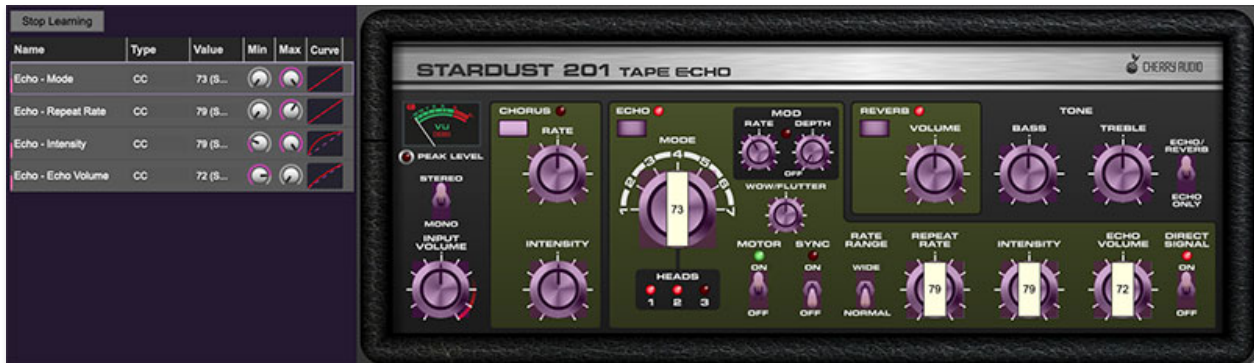 Stop Learning
Name Type Value Min Max Curve
Echo - Mode CC 73 (S...
Echo - Repeat Rate CC 79 (S...
Echo - Intensity CC 79 (S...
Echo - Echo Volume CC 72 (S...
STARDUST 201 TAPE ECHO
CHERRY AUDIO
VU
PEAK LEVEL
STEREO
MONO
INPUT
VOLUME
CHORUS
RATE
INTENSITY
ECHO
MODE
1 2 3 4 5 6 7
73
HEADS
1 2 3
MOD
RATE DEPTH
OFF
WOW/FLUTTER
MOTOR
ON
OFF
SYNC
ON
OFF
RATE
RANGE
WIDE
NORMAL
REPEAT
RATE
79
INTENSITY
79
ECHO
VOLUME
72
DIRECT
SIGNAL
ON
OFF
REVERB
VOLUME
TONE
BASS
TREBLE
ECHO/
REVERB
ECHO
ONLY